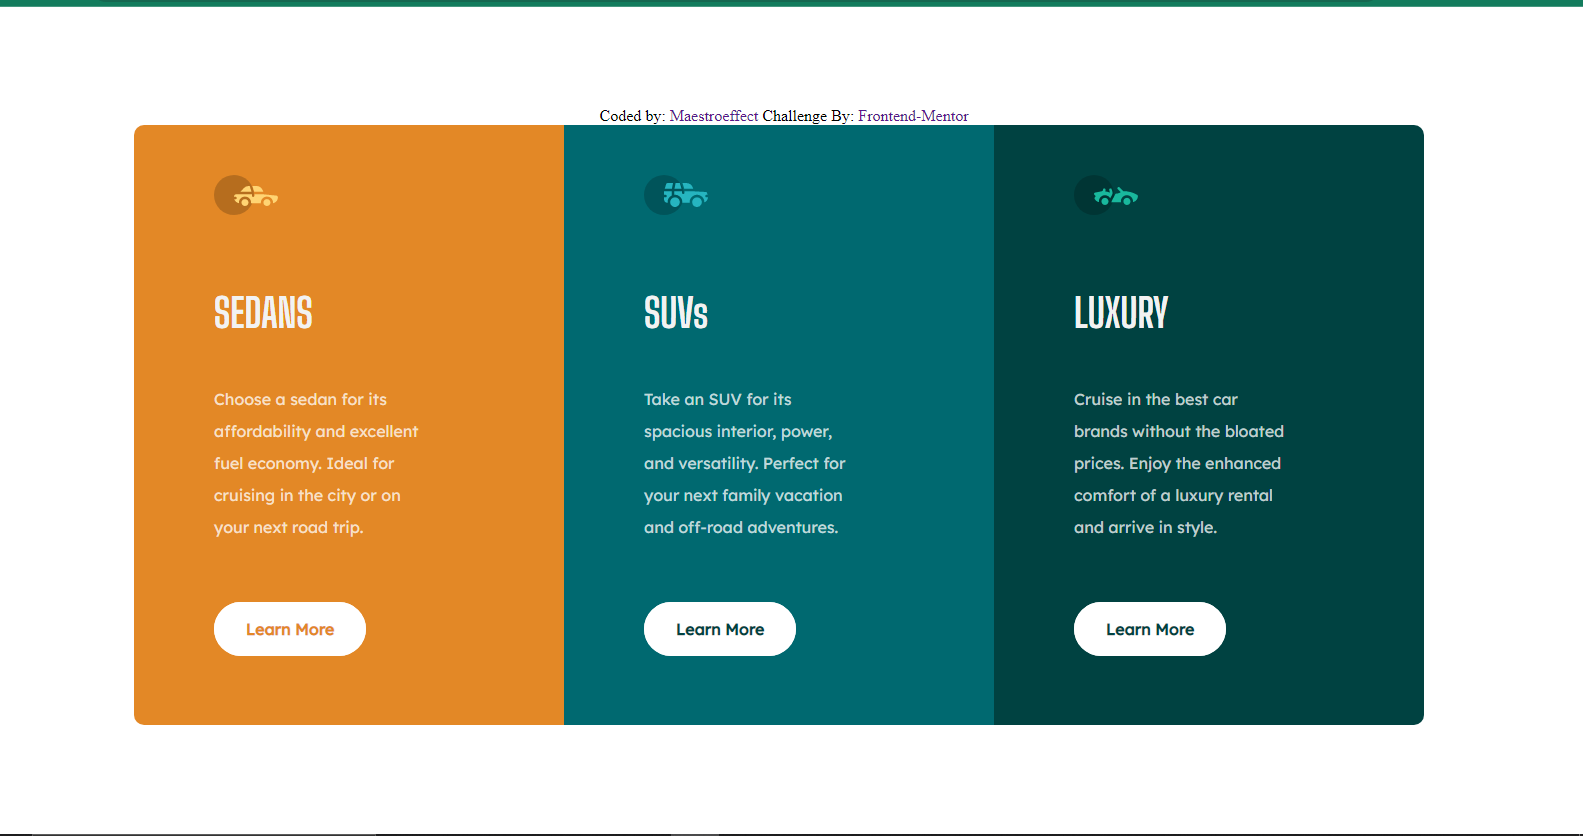 Coded by: Maestroeffect Challenge By: Frontend-Mentor
SEDANS
Choose a sedan for its
affordability and excellent
fuel economy. Ideal for
cruising in the city or on
your next road trip.
Learn More
SUVs
Take an SUV for its
spacious interior, power,
and versatility. Perfect for
your next family vacation
and off-road adventures.
Learn More
LUXURY
Cruise in the best car
brands without the bloated
prices. Enjoy the enhanced
comfort of a luxury rental
and arrive in style.
Learn More